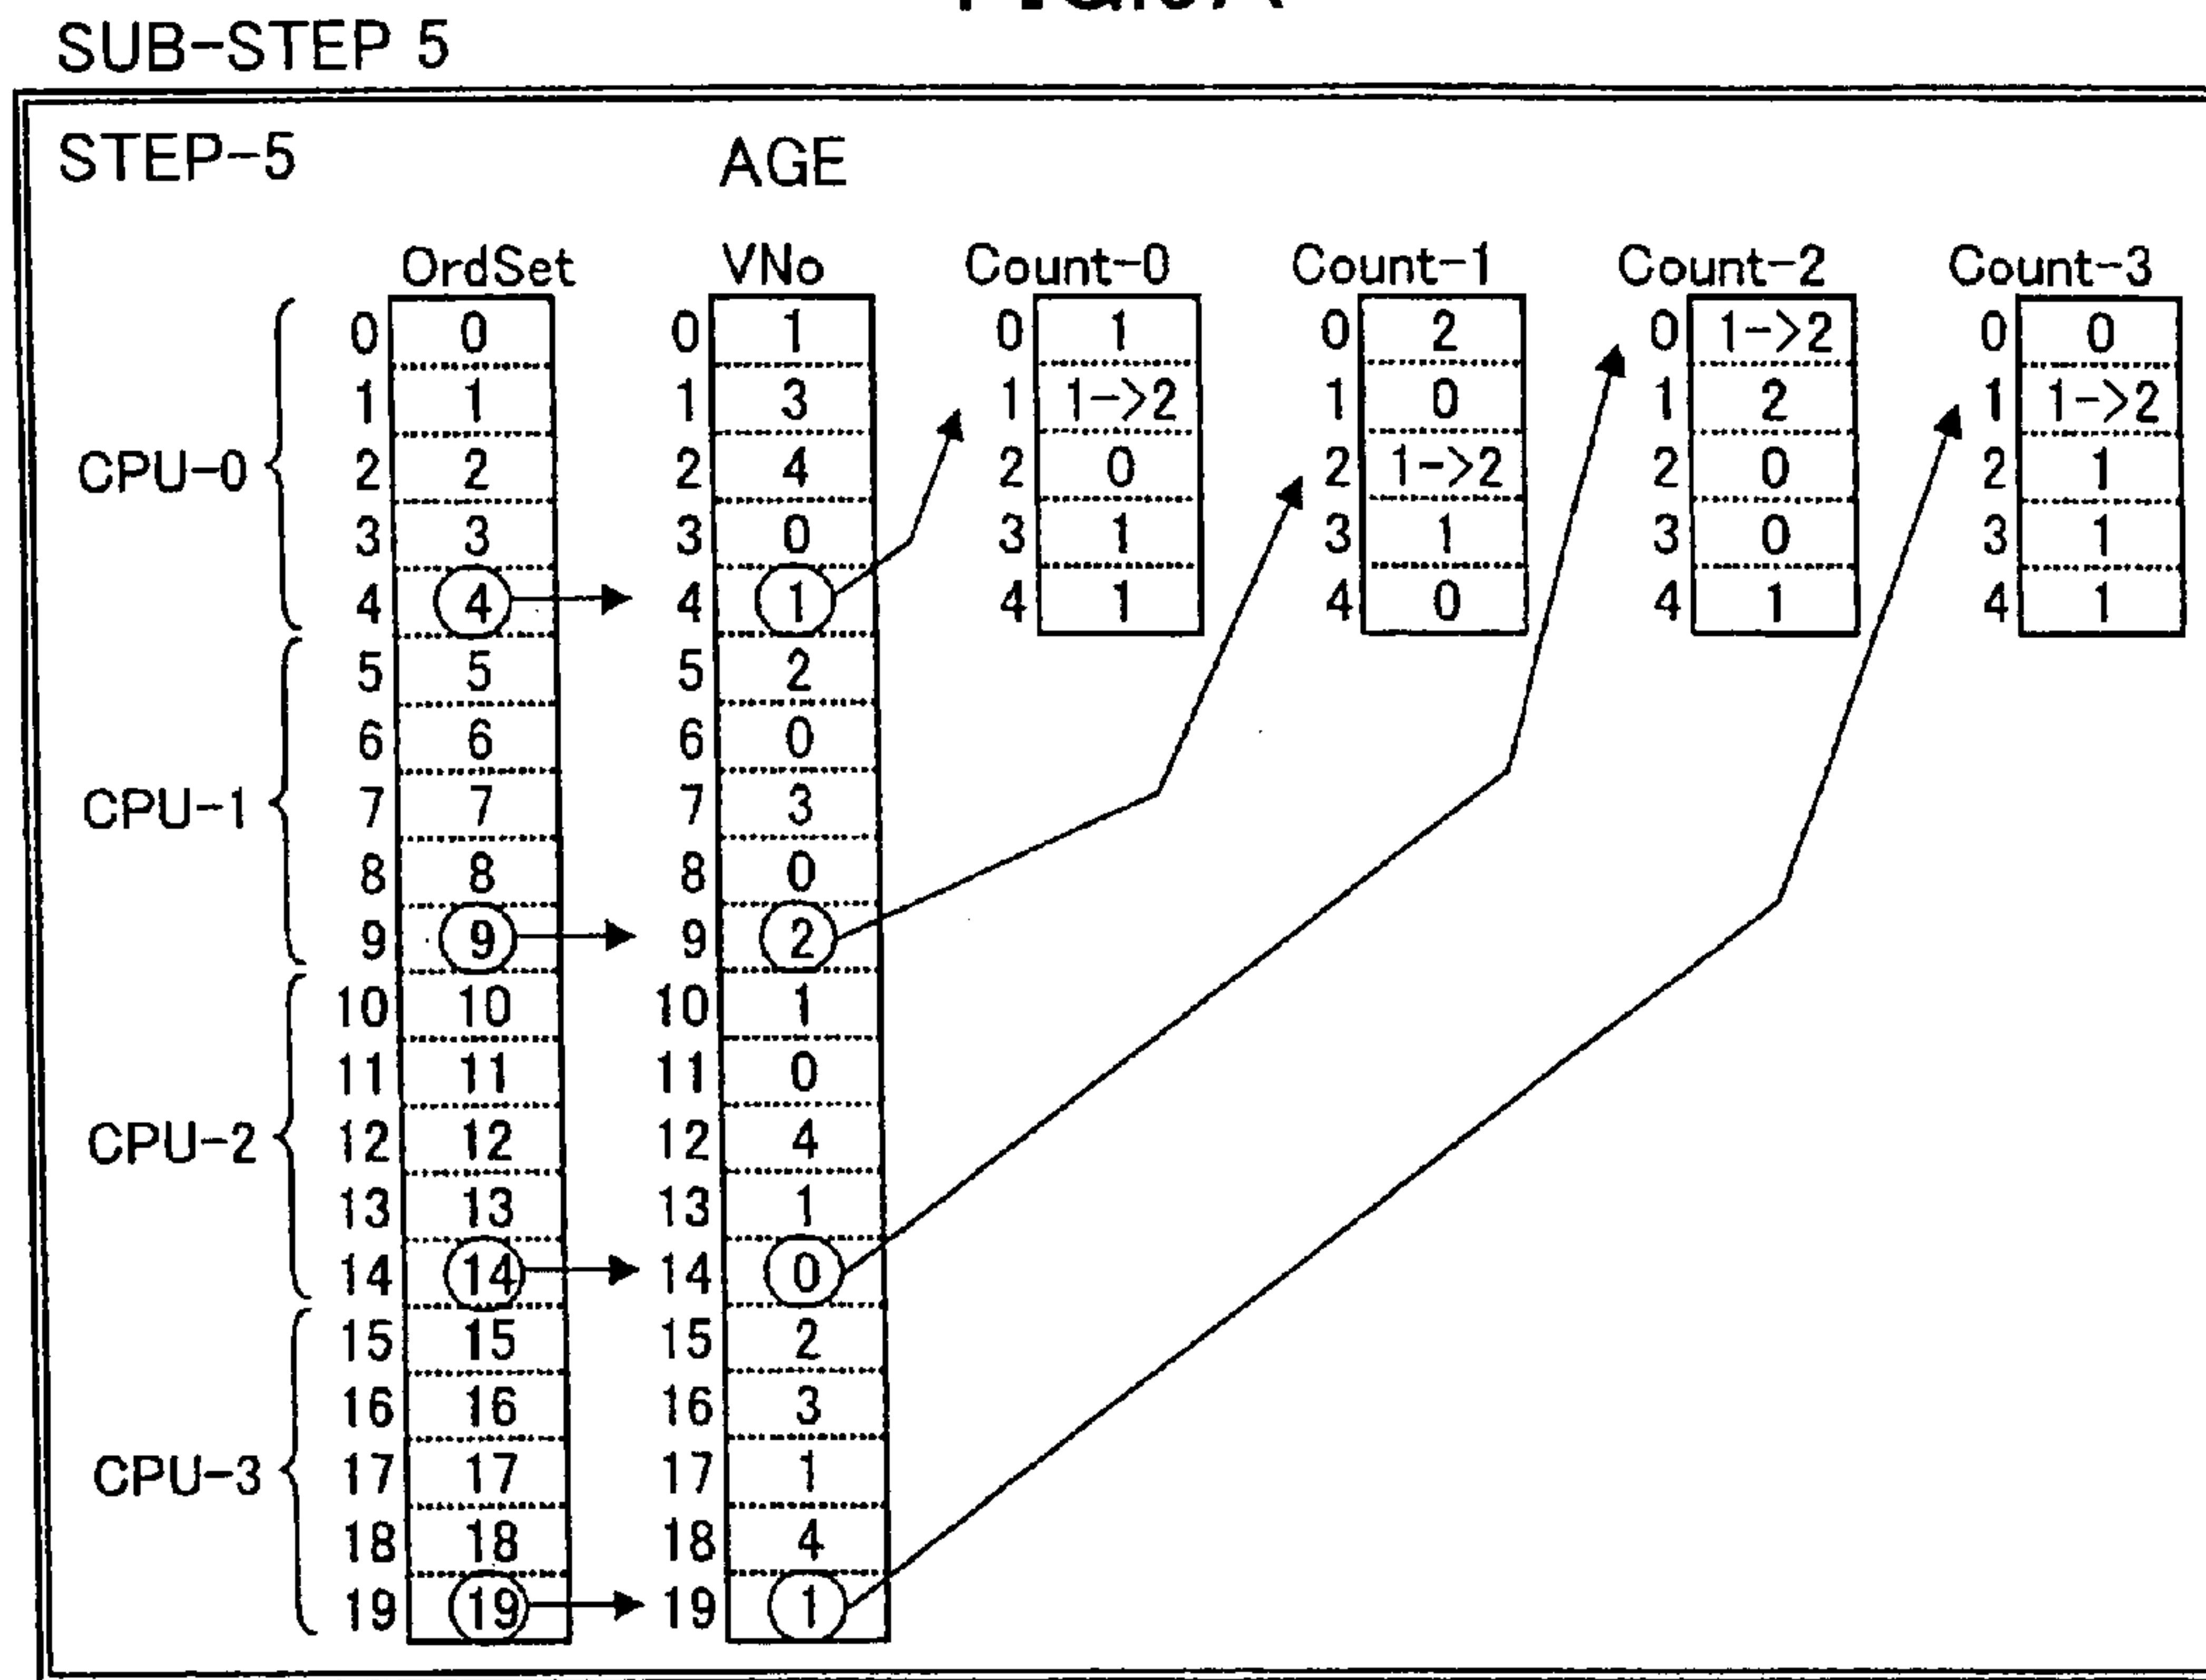 SUB-STEP 5
STEP-5 AGE
OrdSet VNo Count-0 Count-1 Count-2 Count-3
0 0 0 1 0 1 0 2 0 1->2 0 0
1 1 1 3 1 1->2 1 0 1 2 1 1->2
CPU-0 2 2 2 4 2 0 2 1->2 2 0 2 1
3 3 3 0 3 1 3 1 3 0 3 1
4 4 4 1 4 1 4 0 4 1 4 1
5 5 5 2
6 6 6 0
CPU-1 7 7 7 3
8 8 8 0
9 9 9 2
10 10 10 1
11 11 11 0
CPU-2 12 12 12 4
13 13 13 1
14 14 14 0
15 15 15 2
16 16 16 3
CPU-3 17 17 17 1
18 18 18 4
19 19 19 1